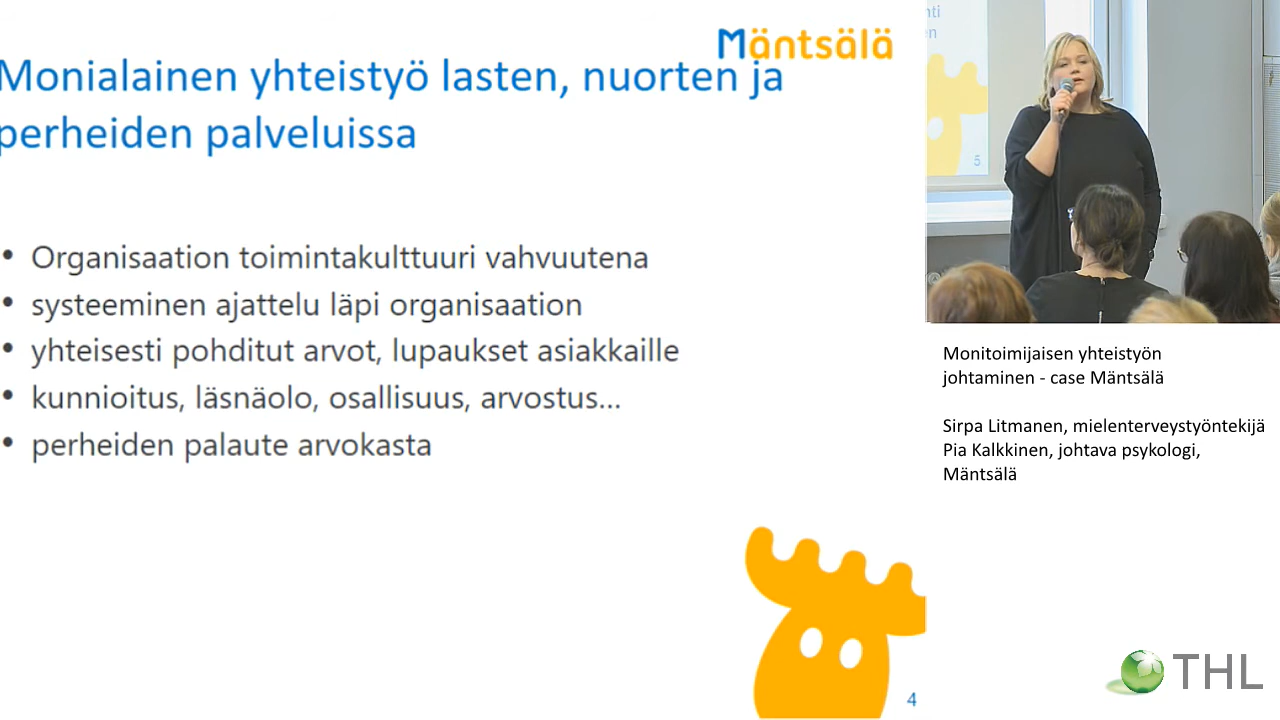 Mäntsälä
Monialainen yhteistyö lasten, nuorten ja
perheiden palveluissa
• Organisaation toimintakulttuuri vahvuutena
• systeeminen ajattelu läpi organisaation
• yhteisesti pohditut arvot, lupaukset asiakkaille
• kunnioitus, läsnäolo, osallisuus, arvostus...
• perheiden palaute arvokasta
4
5
Monitoimijaisen yhteistyön
johtaminen - case Mäntsälä
Sirpa Litmanen, mielenterveystyöntekijä
Pia Kalkkinen, johtava psykologi,
Mäntsälä
THL